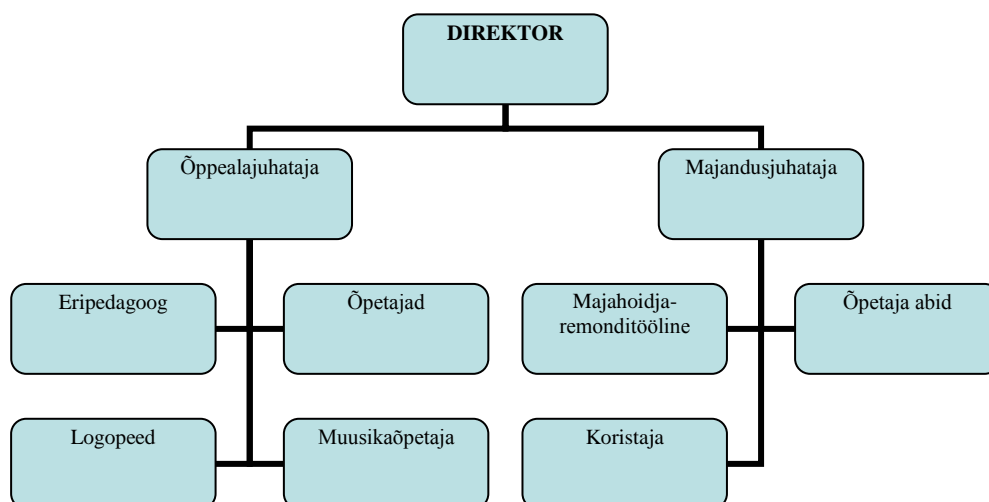 DIREKTOR
Õppealajuhataja
Majandusjuhataja
Eripedagoog
Õpetajad
Majahoidja-
remonditööline
Õpetaja abid
Logopeed
Muusikaõpetaja
Koristaja